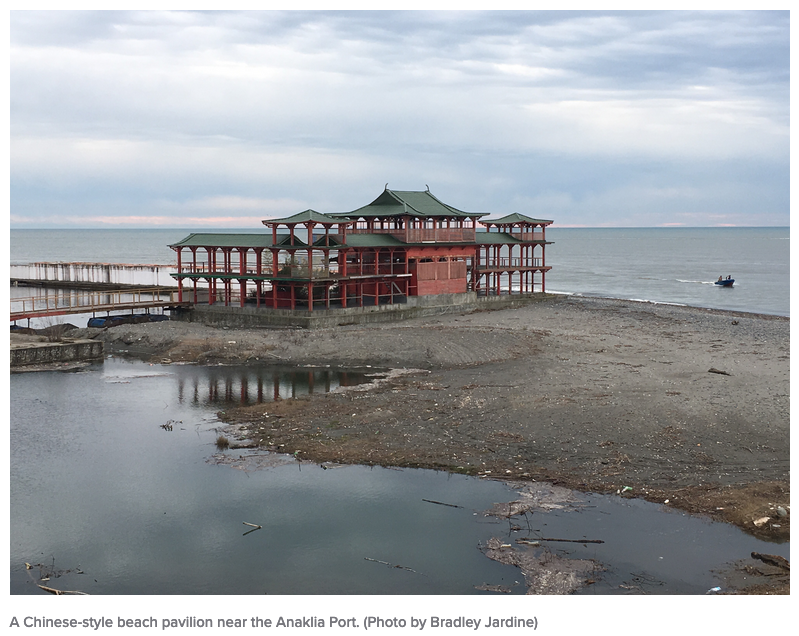 A Chinese-style beach pavilion near the Anaklia Port. (Photo by Bradley Jardine)